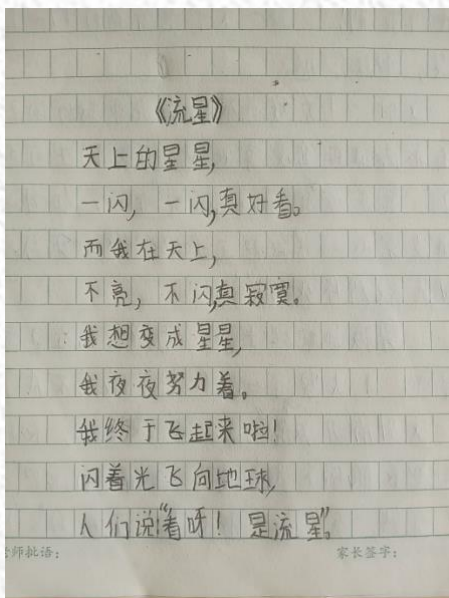 《流星》
天上的星星,
一闪, 一闪,真好看。
而我在天上,
不亮, 不闪,真寂寞。
我想变成星星,
我夜夜努力着。
我终于飞起来啦!
闪着光飞向地球,
人们说:“看呀! 是流星”。
老师批语: 家长签字: